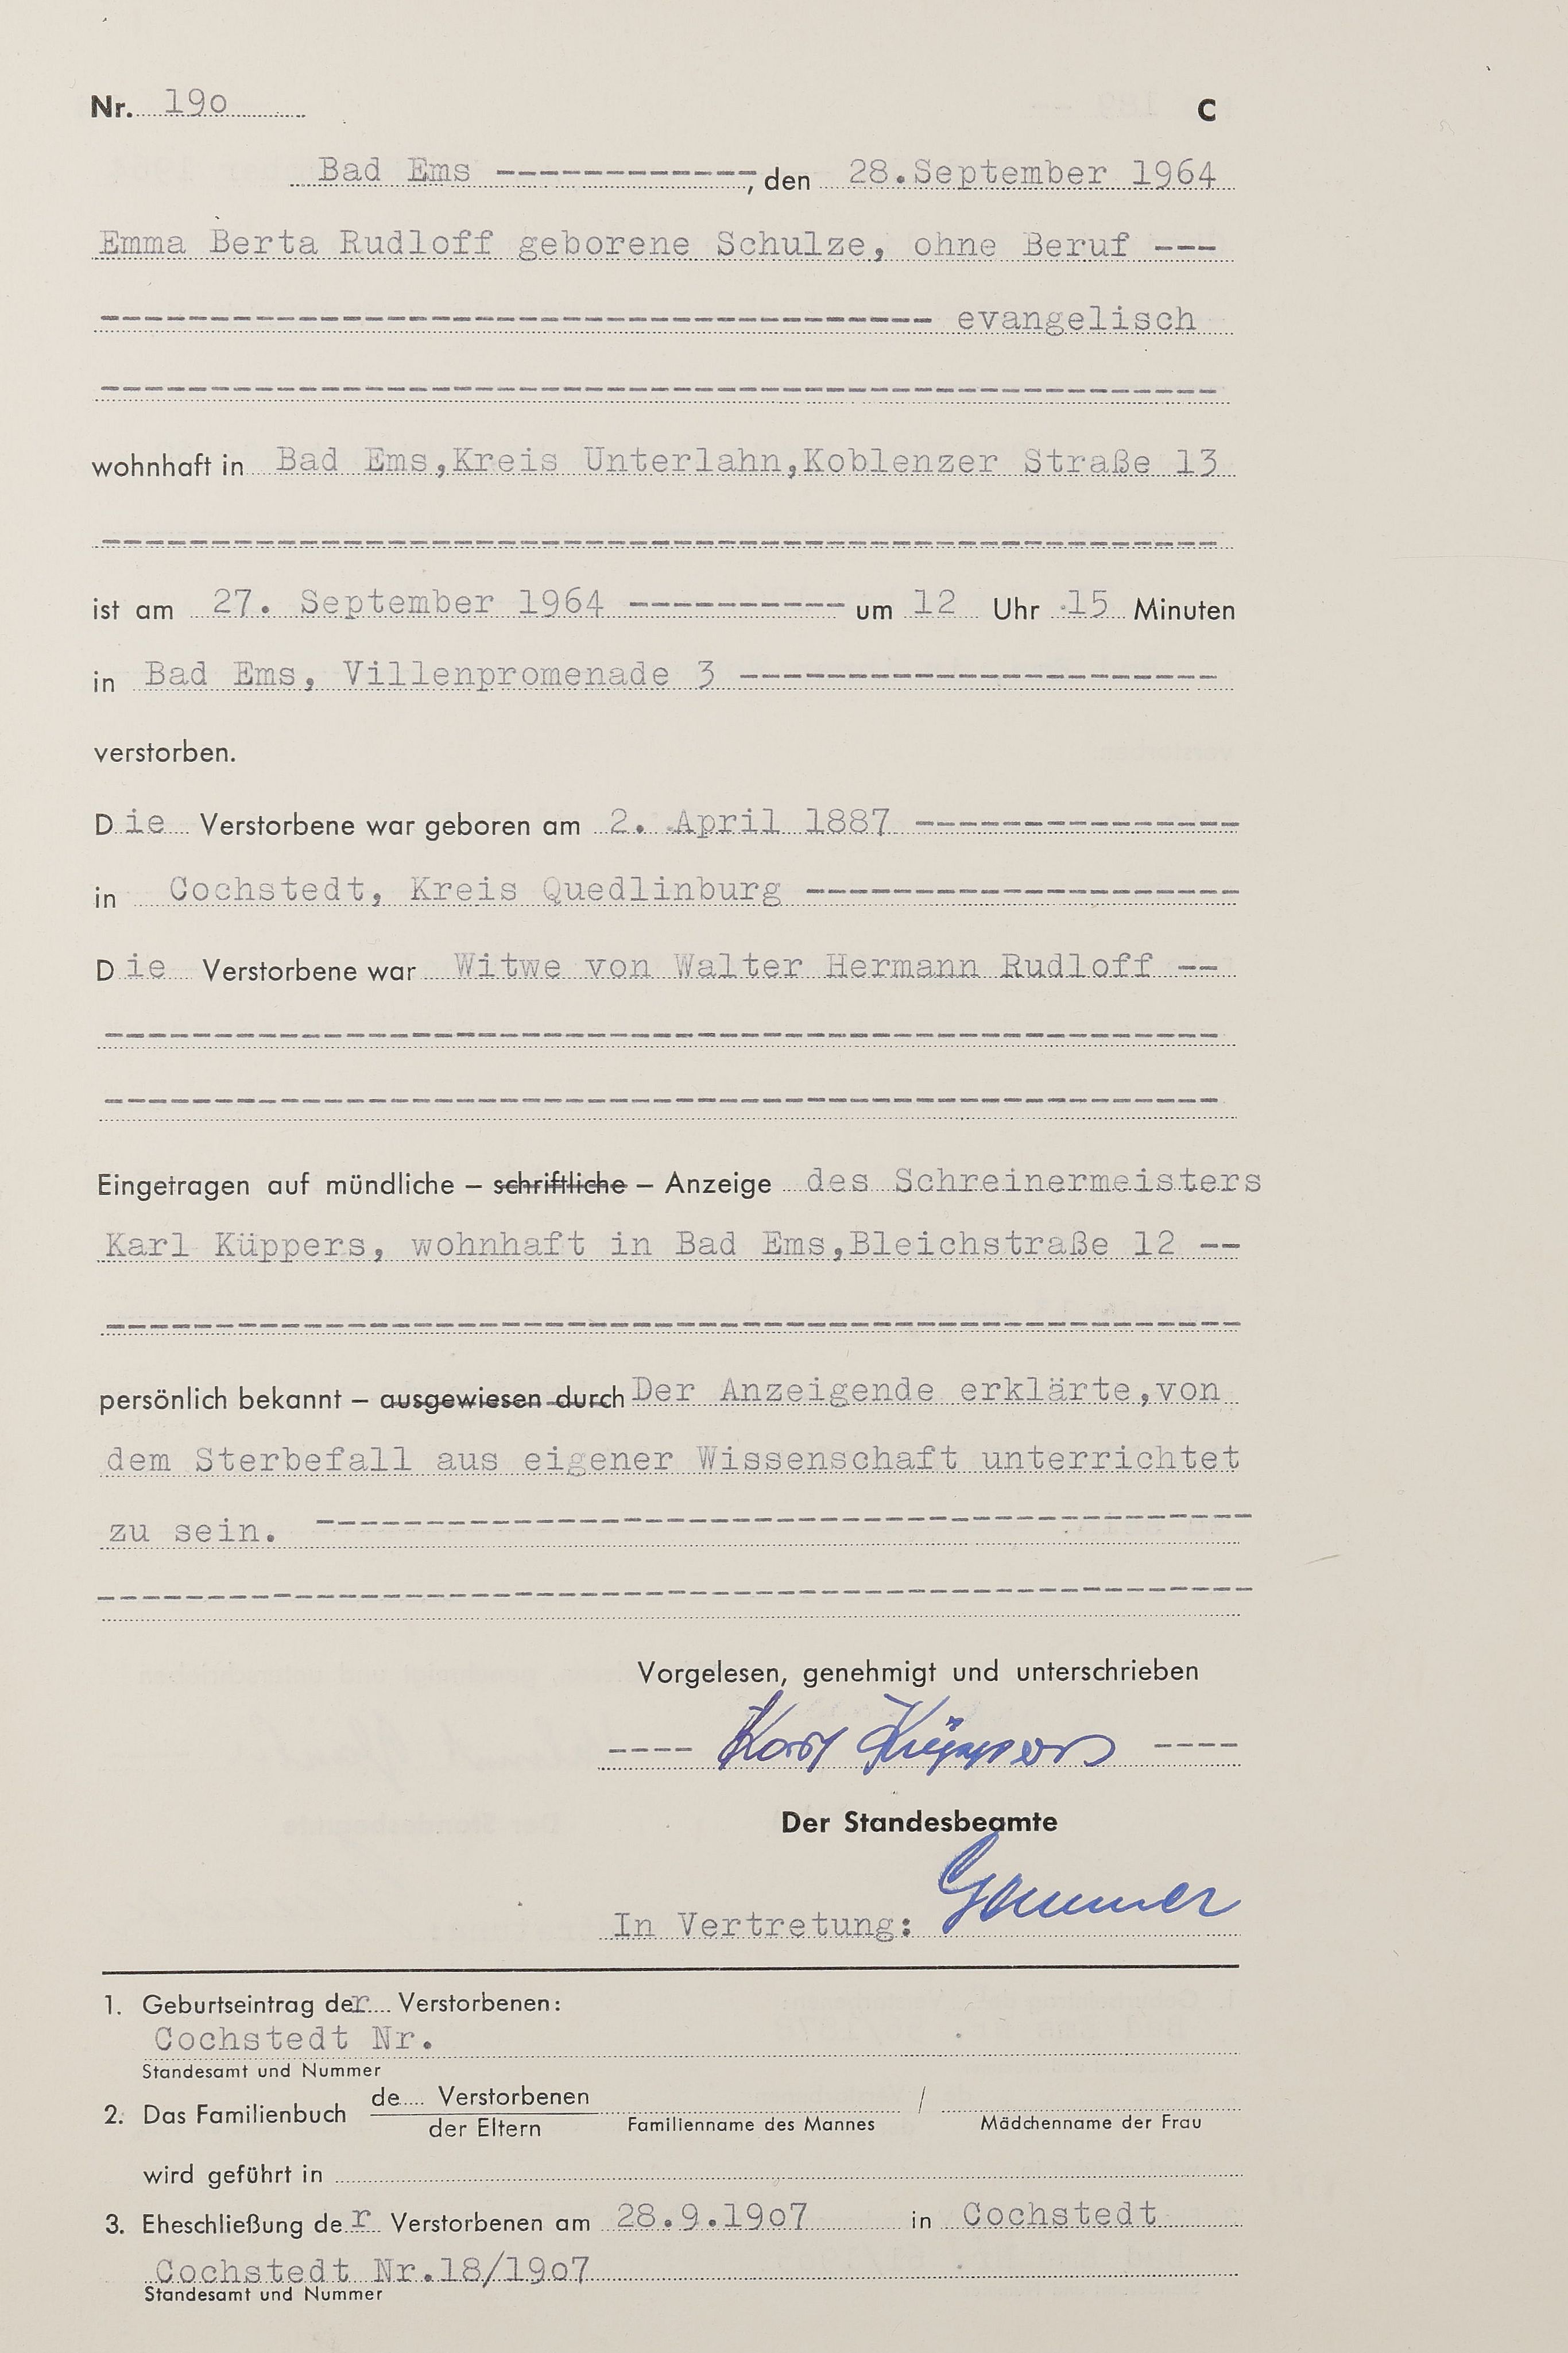 Nr. 19o C
Bad Ems ------------, den 28.September 1964
Emma Berta Rudloff geborene Schulze, ohne Beruf ---
-------------------------------------- evangelisch
---------------------------------------------------
wohnhaft in Bad Ems,Kreis Unterlahn,Koblenzer Straße 13
---------------------------------------------------
ist am 27. September 1964 ---------- um 12 Uhr 15 Minuten
in Bad Ems, Villenpromenade 3 ----------------------
verstorben.
Die Verstorbene war geboren am 2. April 1887 ---------------
in Cochstedt, Kreis Quedlinburg --------------------
Die Verstorbene war Witwe von Walter Hermann Rudloff --
---------------------------------------------------
---------------------------------------------------
Eingetragen auf mündliche – schriftliche – Anzeige des Schreinermeisters
Karl Küppers, wohnhaft in Bad Ems,Bleichstraße 12 --
----------------------------------------------------
persönlich bekannt – ausgewiesen durch Der Anzeigende erklärte,von
dem Sterbefall aus eigener Wissenschaft unterrichtet
zu sein. -------------------------------------------
-----------------------------------------------------
Vorgelesen, genehmigt und unterschrieben
---- Karl Küppers ----
Der Standesbeamte
In Vertretung:
1. Geburtseintrag der Verstorbenen:
Cochstedt Nr.
Standesamt und Nummer
2. Das Familienbuch de Verstorbenen /
der Eltern Familienname des Mannes Mädchenname der Frau
wird geführt in
3. Eheschließung der Verstorbenen am 28.9.19o7 in Cochstedt
Cochstedt Nr.18/19o7
Standesamt und Nummer